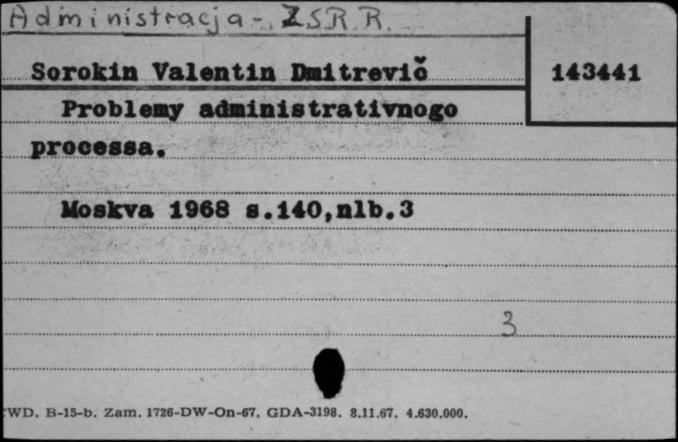 Administracja - ZSRR.
Sorokin Valentin Dmitrevič
143441
Problemy administrativnogo
processa.
Moskva 1968 s.140,nlb.3
3
WD. B-15-b. Zam. 1726-DW-On-67. GDA-3198. 8.11.67. 4.630.000.